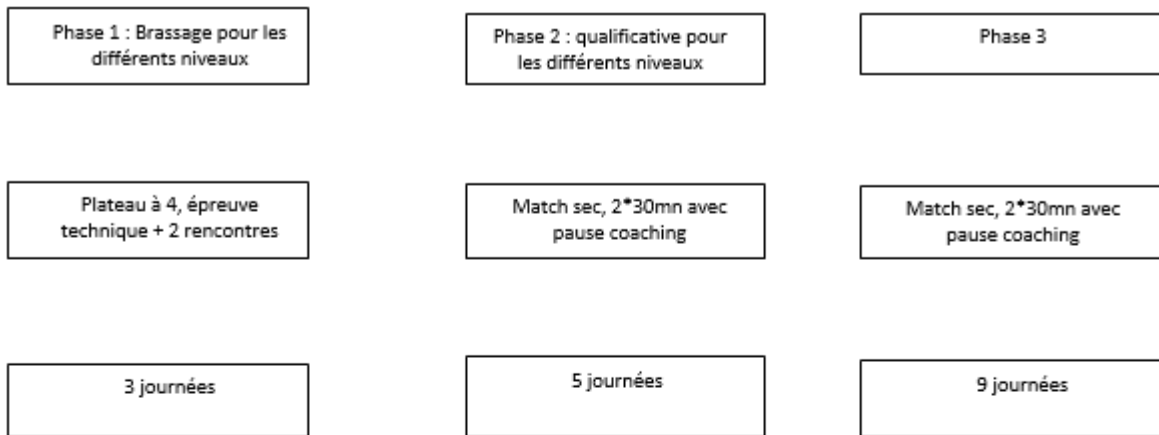 Phase 1 : Brassage pour les
différents niveaux
Phase 2 : qualificative pour
les différents niveaux
Phase 3
Plateau à 4, épreuve
technique + 2 rencontres
Match sec, 2*30mn avec
pause coaching
Match sec, 2*30mn avec
pause coaching
3 journées
5 journées
9 journées